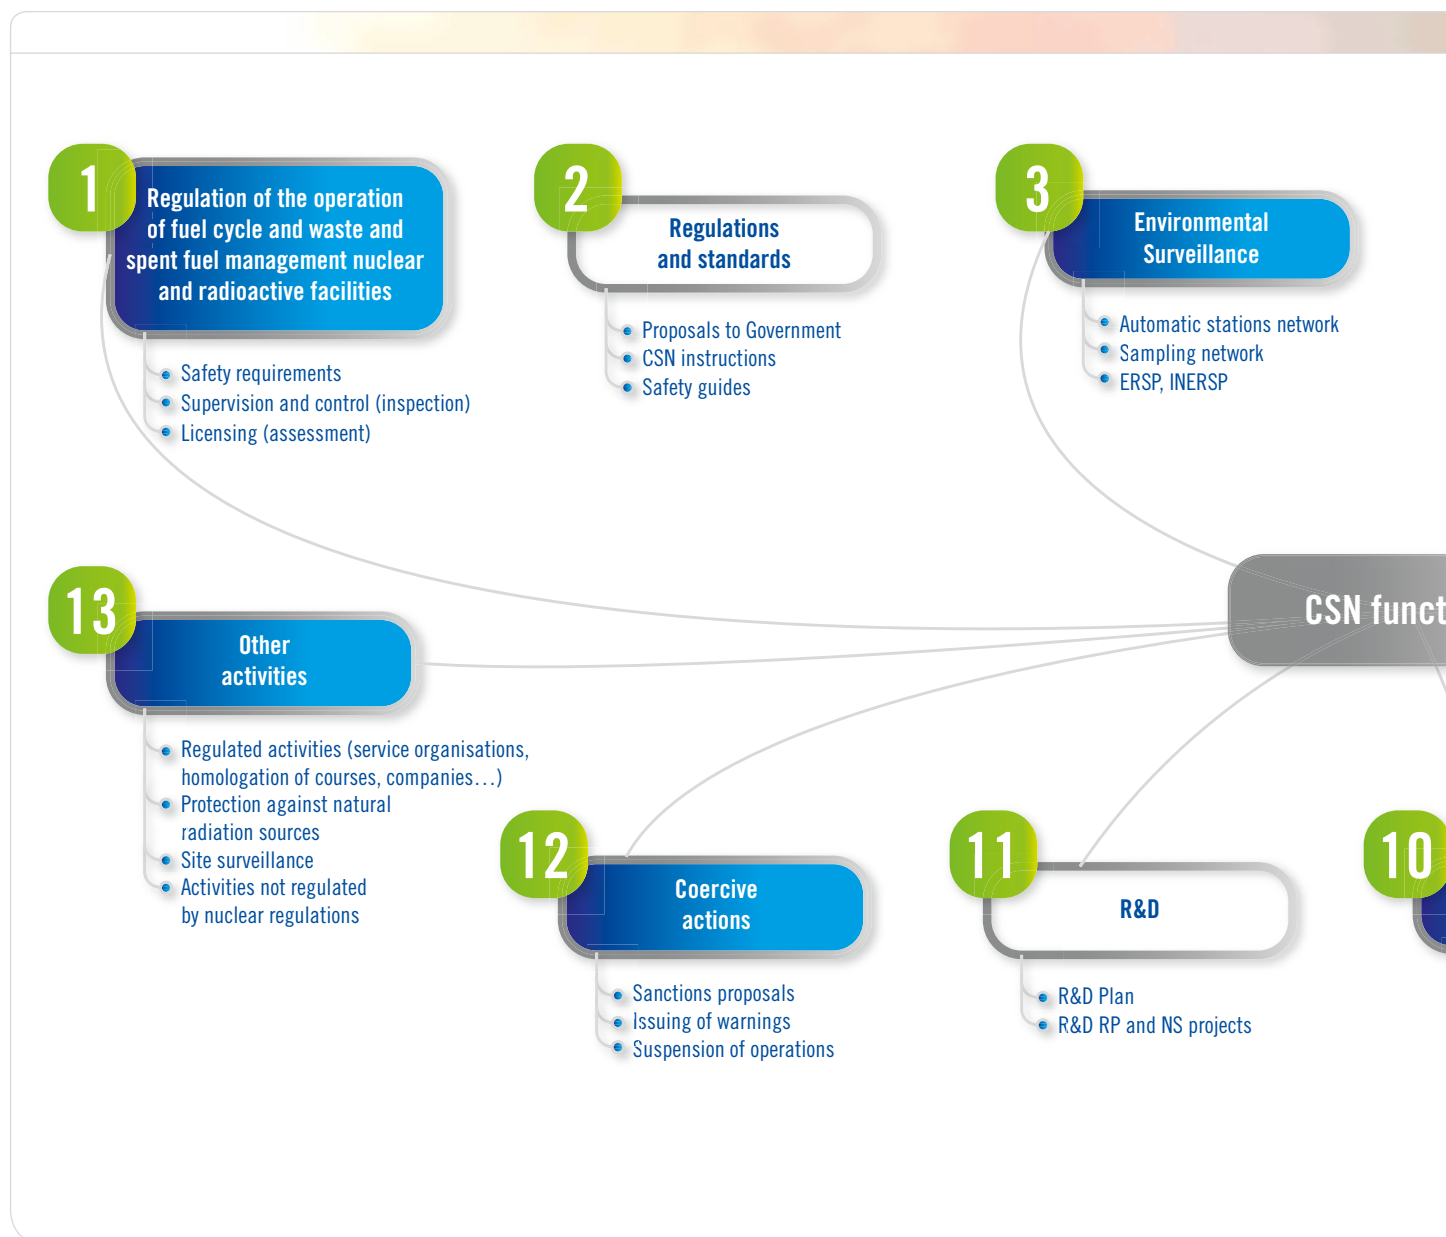 1
Regulation of the operation
of fuel cycle and waste and
spent fuel management nuclear
and radioactive facilities
Safety requirements
Supervision and control (inspection)
Licensing (assessment)
2
Regulations
and standards
Proposals to Government
CSN instructions
Safety guides
3
Environmental
Surveillance
Automatic stations network
Sampling network
ERSP, INERSP
CSN funct
13
Other
activities
Regulated activities (service organisations,
homologation of courses, companies...)
Protection against natural
radiation sources
Site surveillance
Activities not regulated
by nuclear regulations
12
Coercive
actions
Sanctions proposals
Issuing of warnings
Suspension of operations
11
R&D
R&D Plan
R&D RP and NS projects
10